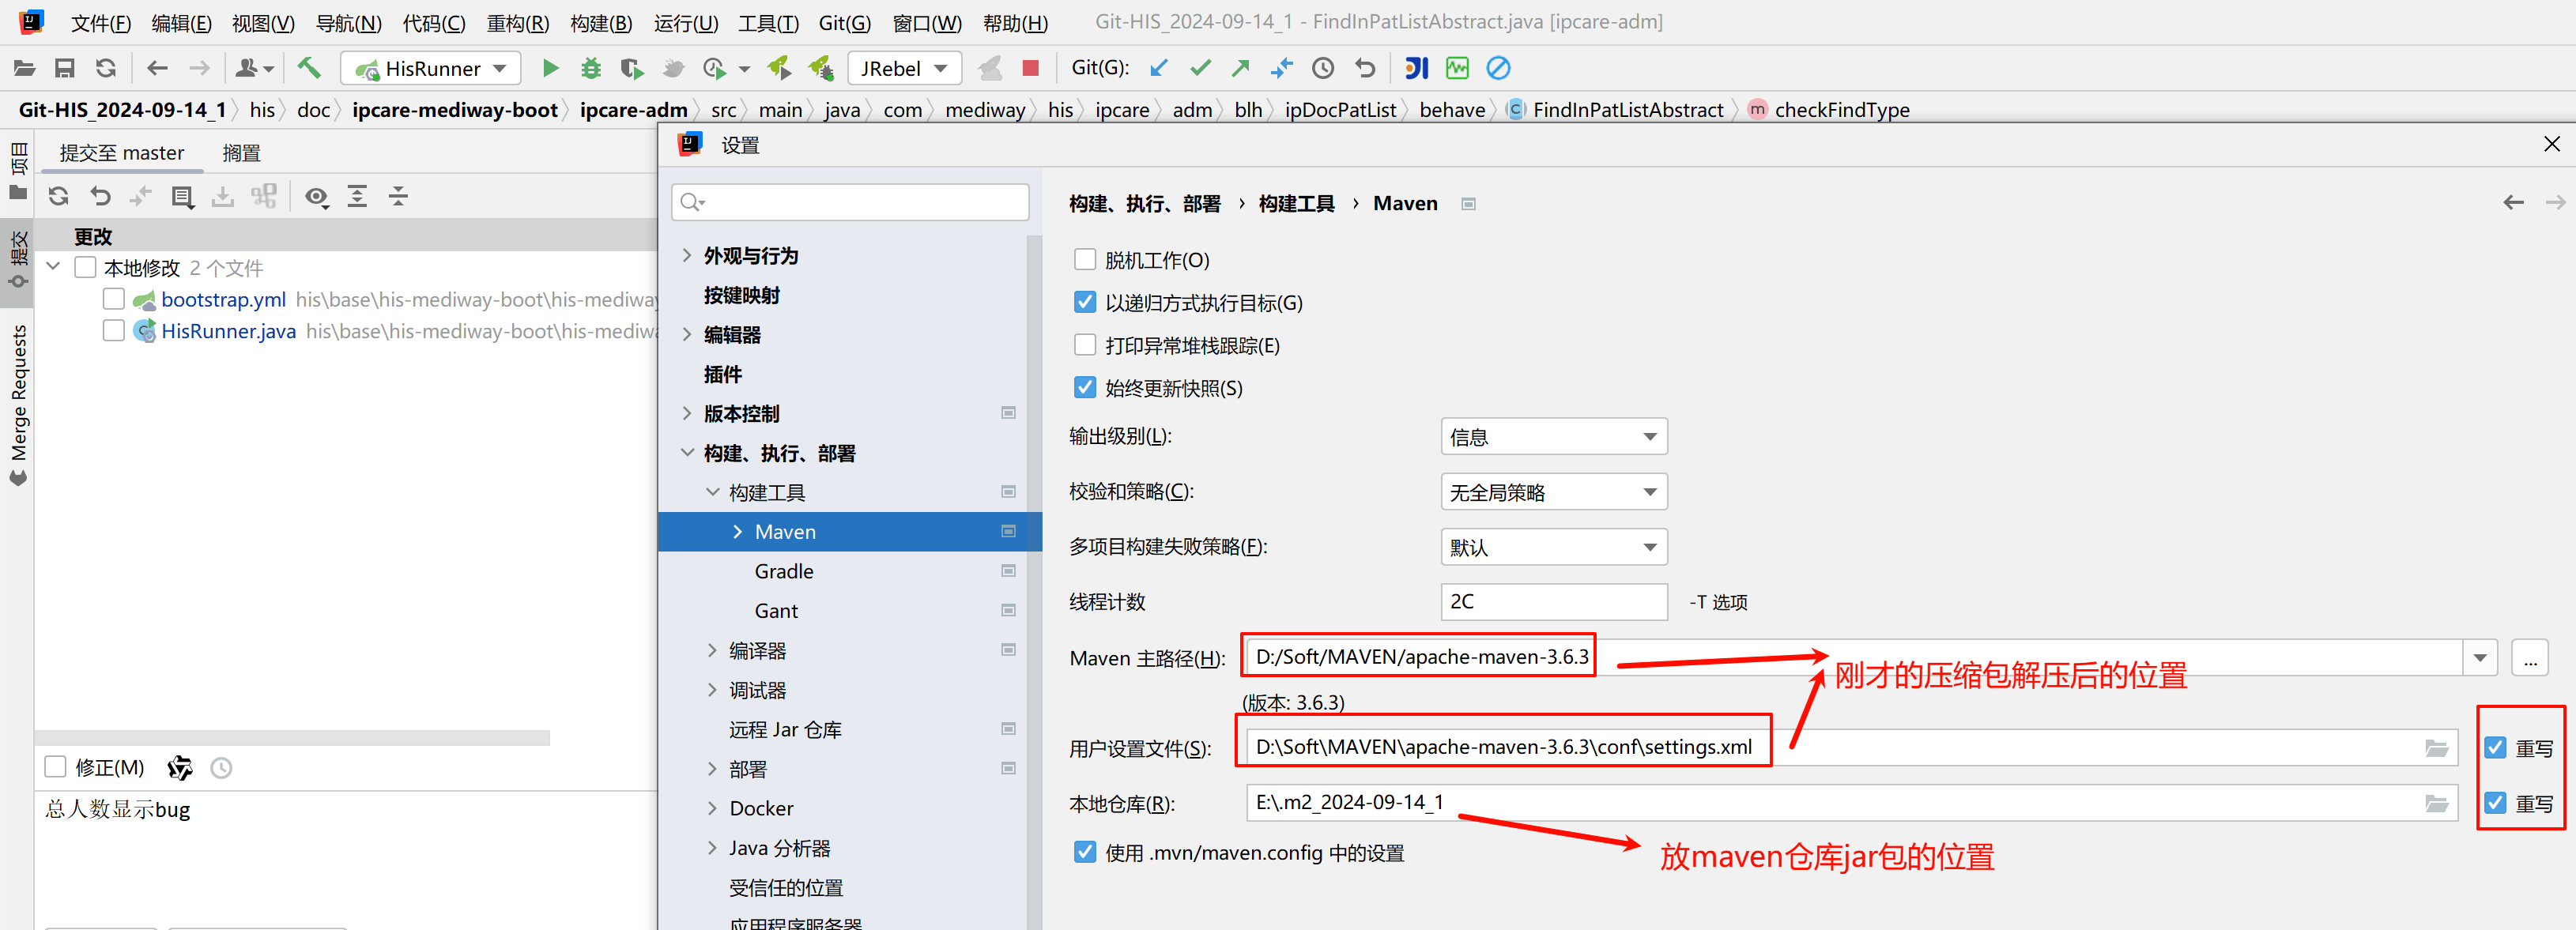 文件(F) 编辑(E) 视图(V) 导航(N) 代码(C) 重构(R) 构建(B) 运行(U) 工具(T) Git(G) 窗口(W) 帮助(H) Git-HIS_2024-09-14_1 - FindInPatListAbstract.java [ipcare-adm]
HisRunner JRebel Git(G):
Git-HIS_2024-09-14_1 his doc ipcare-mediway-boot ipcare-adm src main java com mediway his ipcare adm blh ipDocPatList behave FindInPatListAbstract checkFindType
项目
提交
Merge Requests
提交至 master 搁置
更改
本地修改 2 个文件
bootstrap.yml his\base\his-mediway-boot\his-mediway
HisRunner.java his\base\his-mediway-boot\his-mediwa
修正(M)
总人数显示bug
设置
外观与行为
按键映射
编辑器
插件
版本控制
构建、执行、部署
构建工具
Maven
Gradle
Gant
编译器
调试器
远程 Jar 仓库
部署
Docker
Java 分析器
受信任的位置
应用程序服务器
构建、执行、部署 › 构建工具 › Maven
脱机工作(O)
以递归方式执行目标(G)
打印异常堆栈跟踪(E)
始终更新快照(S)
输出级别(L): 信息
校验和策略(C): 无全局策略
多项目构建失败策略(F): 默认
线程计数 2C -T 选项
Maven 主路径(H): D:/Soft/MAVEN/apache-maven-3.6.3 ...
刚才的压缩包解压后的位置
(版本: 3.6.3)
用户设置文件(S): D:\Soft\MAVEN\apache-maven-3.6.3\conf\settings.xml 重写
本地仓库(R): E:\.m2_2024-09-14_1 重写
使用 .mvn/maven.config 中的设置
放maven仓库jar包的位置